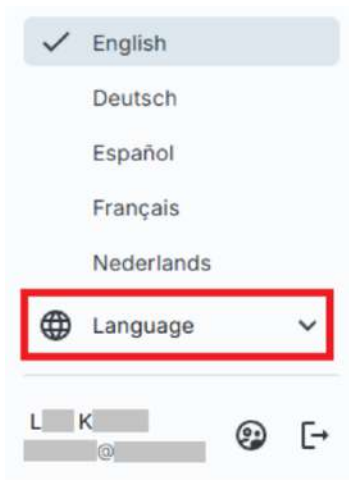 English
Deutsch
Español
Français
Nederlands
Language
L K
@